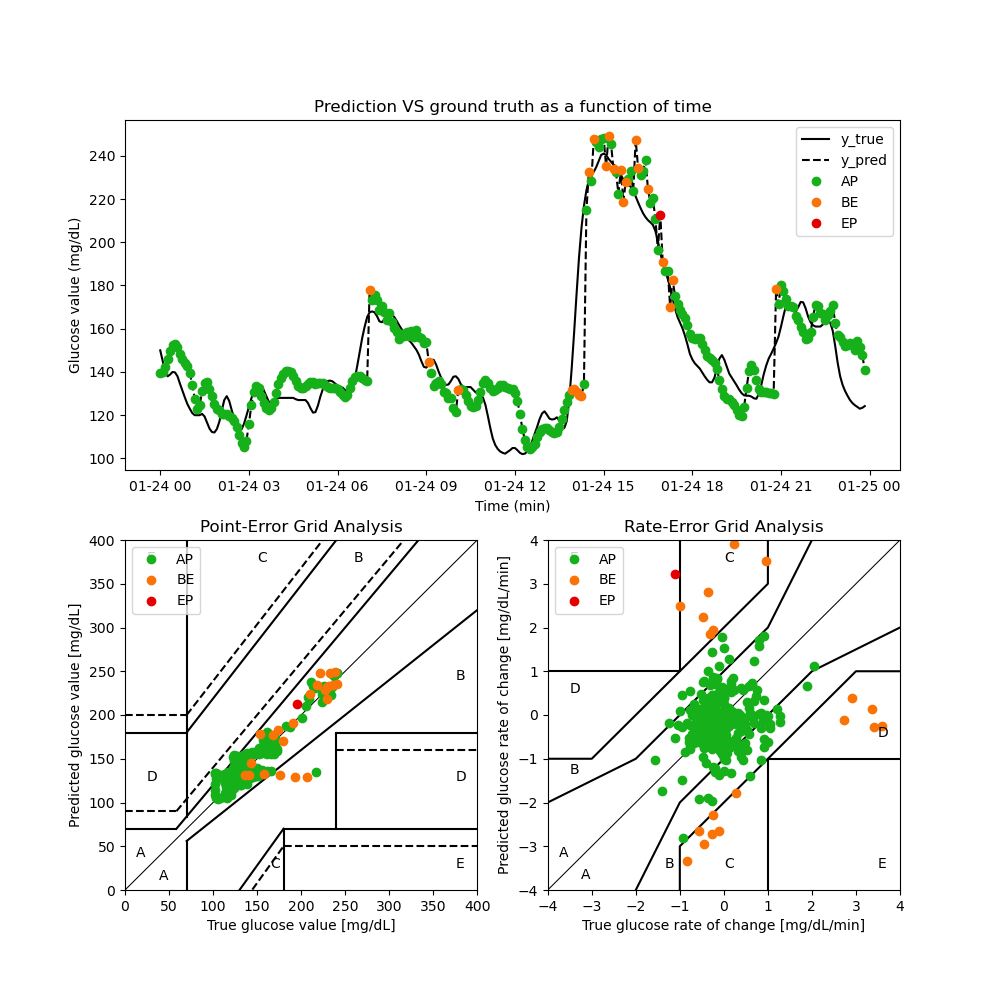 Prediction VS ground truth as a function of time
Glucose value (mg/dL)
240
220
200
180
160
140
120
100
y_true
y_pred
AP
BE
EP
01-24 00 01-24 03 01-24 06 01-24 09 01-24 12 01-24 15 01-24 18 01-24 21 01-25 00
Time (min)
Point-Error Grid Analysis
Predicted glucose value [mg/dL]
400
350
300
250
200
150
100
50
0
AP
BE
EP
C
B
B
D
D
A
A
C
E
0 50 100 150 200 250 300 350 400
True glucose value [mg/dL]
Rate-Error Grid Analysis
Predicted glucose rate of change [mg/dL/min]
4
3
2
1
0
−1
−2
−3
−4
AP
BE
EP
C
D
D
B
A
A
B
C
E
−4 −3 −2 −1 0 1 2 3 4
True glucose rate of change [mg/dL/min]